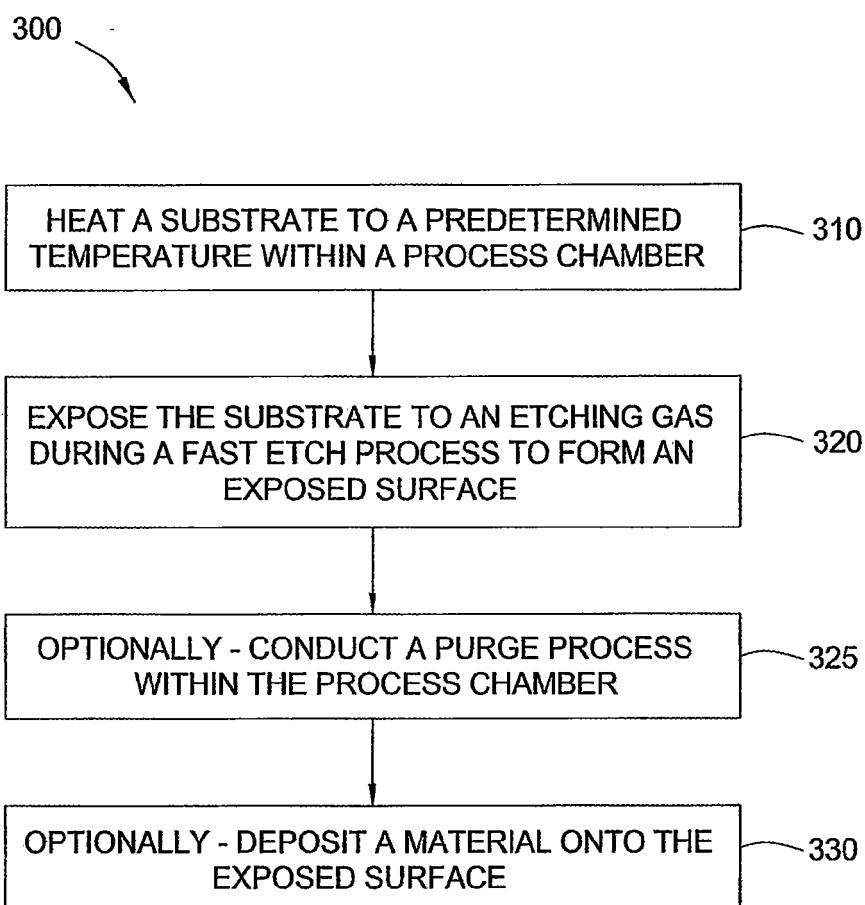 300
HEAT A SUBSTRATE TO A PREDETERMINED
TEMPERATURE WITHIN A PROCESS CHAMBER
310
EXPOSE THE SUBSTRATE TO AN ETCHING GAS
DURING A FAST ETCH PROCESS TO FORM AN
EXPOSED SURFACE
320
OPTIONALLY - CONDUCT A PURGE PROCESS
WITHIN THE PROCESS CHAMBER
325
OPTIONALLY - DEPOSIT A MATERIAL ONTO THE
EXPOSED SURFACE
330